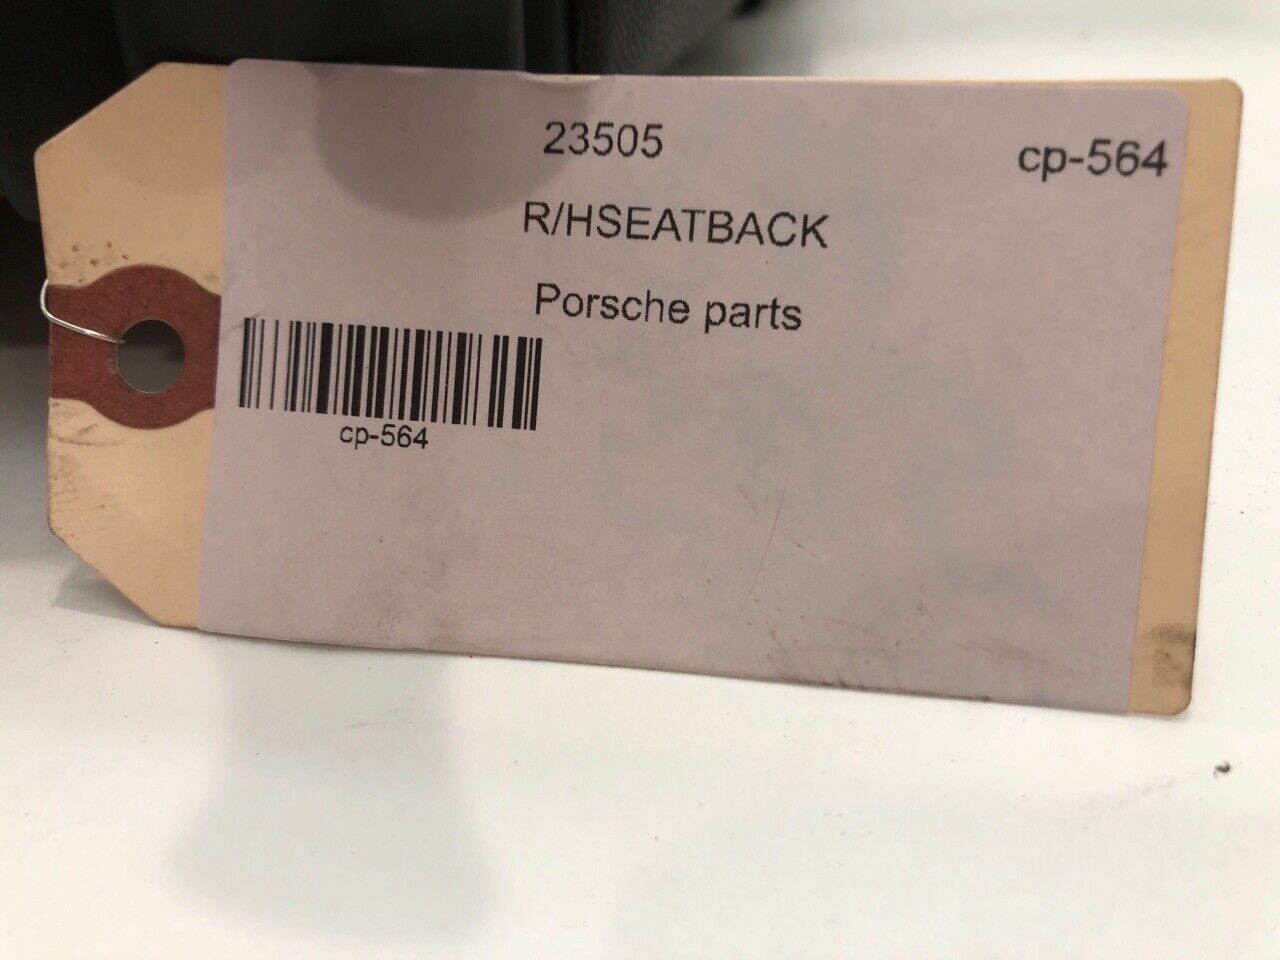 23505
cp-564
R/HSEATBACK
Porsche parts
cp-564